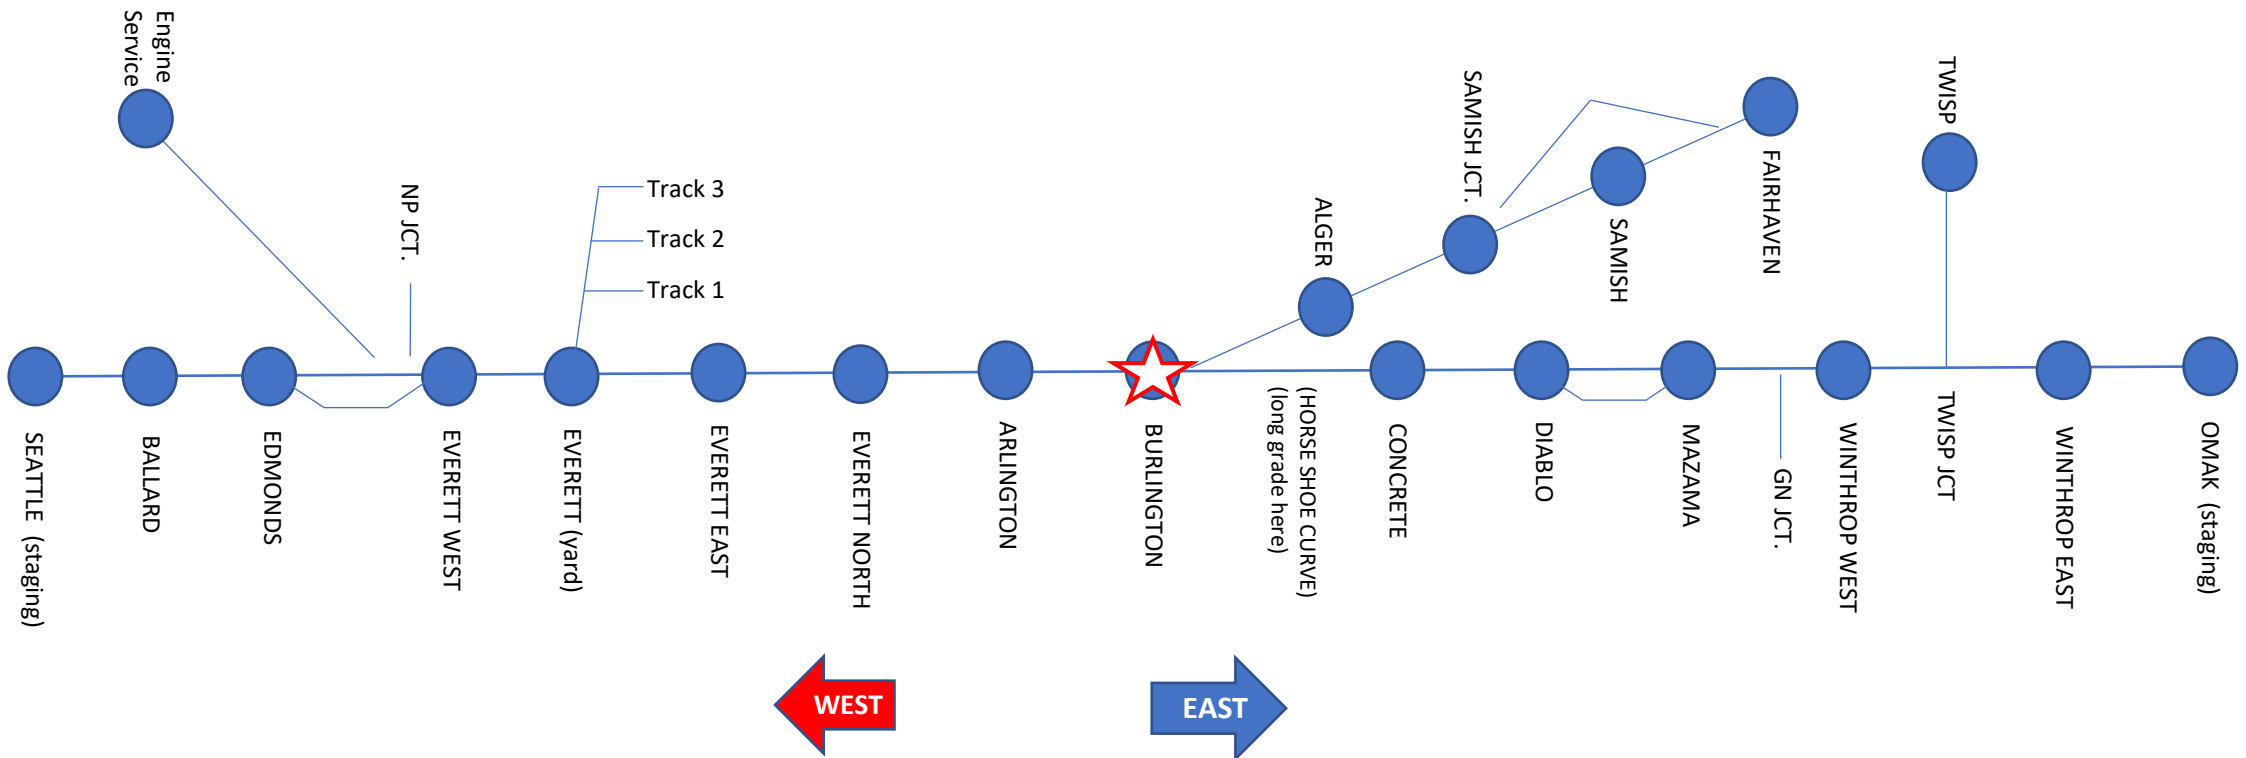 Engine
Service
NP JCT.
Track 3
Track 2
Track 1
ALGER
SAMISH JCT.
SAMISH
FAIRHAVEN
TWISP
SEATTLE (staging)
BALLARD
EDMONDS
EVERETT WEST
EVERETT (yard)
EVERETT EAST
EVERETT NORTH
ARLINGTON
BURLINGTON
(HORSE SHOE CURVE)
(long grade here)
CONCRETE
DIABLO
MAZAMA
GN JCT.
WINTHROP WEST
TWISP JCT
WINTHROP EAST
OMAK (staging)
WEST
EAST